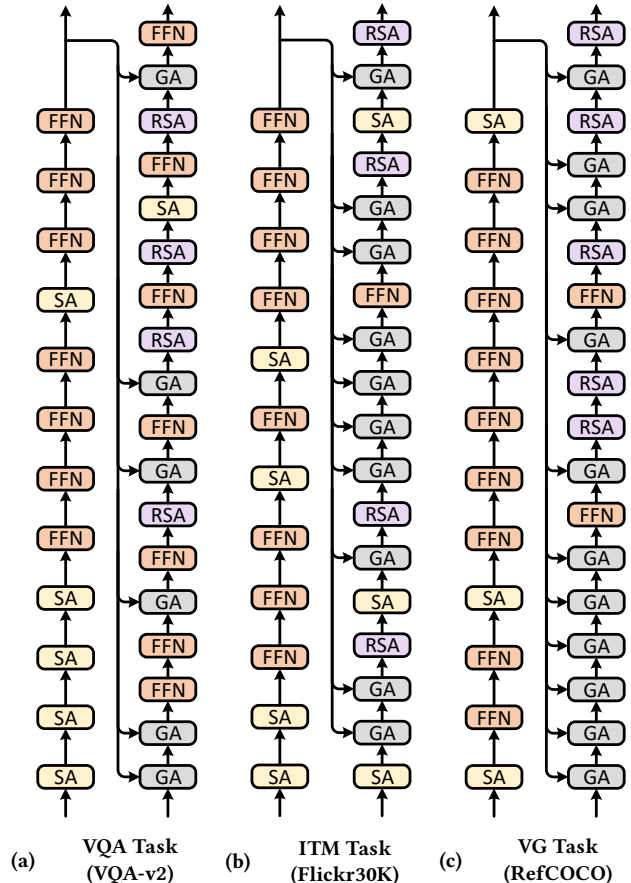 FFN
FFN
FFN
SA
FFN
FFN
FFN
FFN
SA
SA
SA
SA
FFN
GA
RSA
FFN
SA
RSA
FFN
RSA
GA
FFN
GA
RSA
FFN
GA
FFN
FFN
GA
GA
(a) VQA Task
(VQA-v2)
FFN
FFN
FFN
FFN
SA
FFN
SA
FFN
FFN
FFN
SA
SA
RSA
GA
SA
RSA
GA
GA
FFN
GA
GA
GA
GA
RSA
GA
SA
RSA
GA
GA
SA
(b) ITM Task
(Flickr30K)
SA
FFN
FFN
FFN
FFN
FFN
FFN
FFN
SA
FFN
FFN
SA
RSA
GA
RSA
GA
GA
RSA
FFN
GA
RSA
RSA
GA
FFN
GA
GA
GA
GA
GA
GA
(c) VG Task
(RefCOCO)